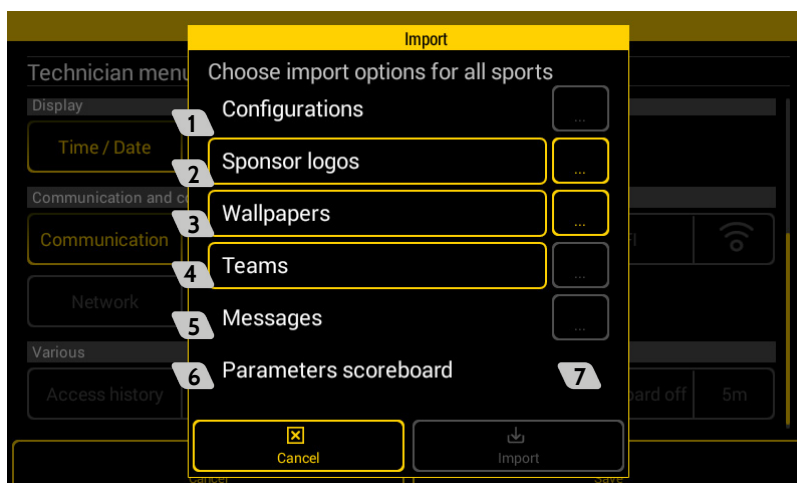 Import
Technician menu
Choose import options for all sports
Display
1
Configurations
...
Time / Date
2
Sponsor logos
...
Communication and
3
Wallpapers
...
Communication
4
Teams
...
Network
5
Messages
...
Various
6
Parameters scoreboard
7
Access history
off
5m
Cancel
Import
Cancel
Save